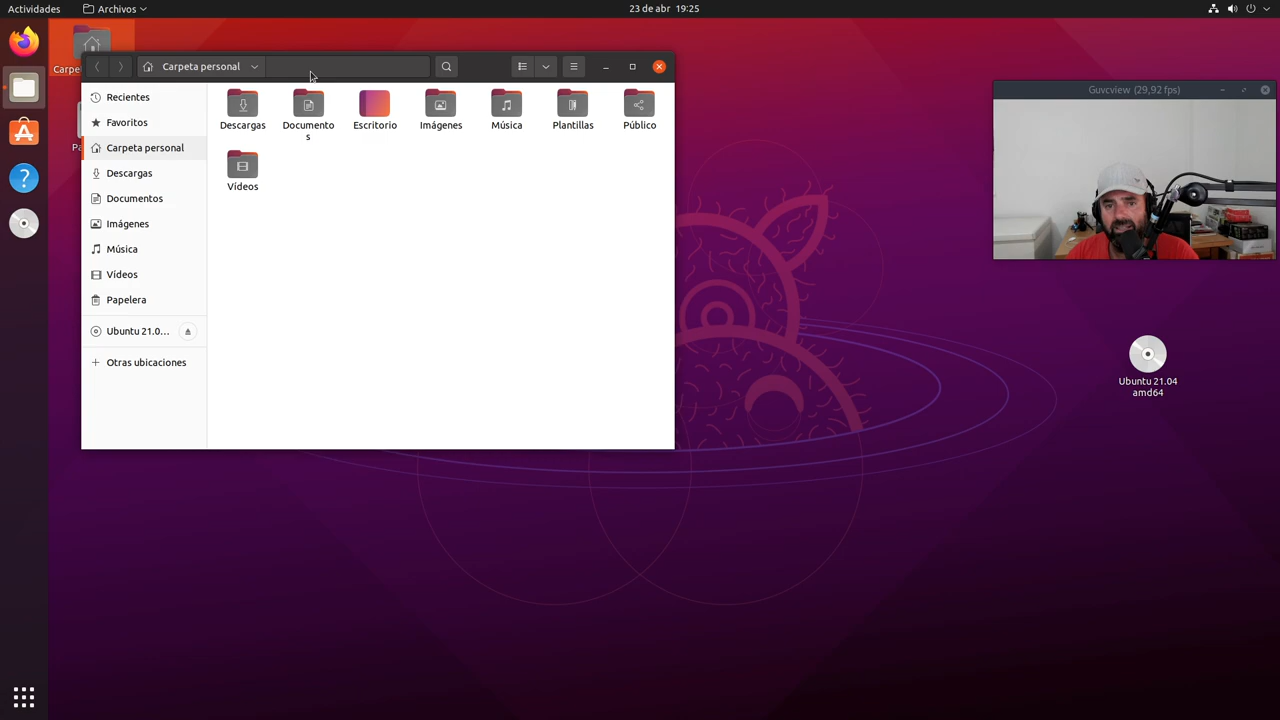 Actividades
Archivos
23 de abr 19:25
Carpe
Pa
Carpeta personal
Recientes
Favoritos
Carpeta personal
Descargas
Documentos
Imágenes
Música
Vídeos
Papelera
Ubuntu 21.0...
Otras ubicaciones
Descargas
Documento
s
Escritorio
Imágenes
Música
Plantillas
Público
Vídeos
Guvcview (29,92 fps)
Ubuntu 21.04
amd64